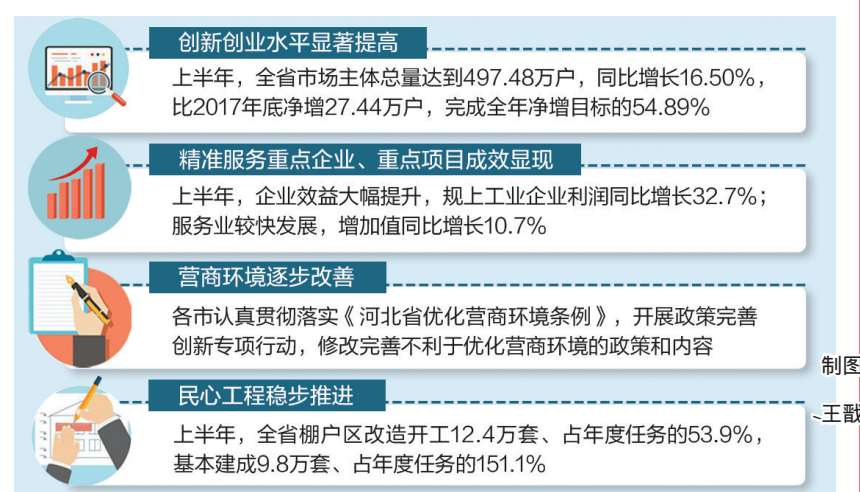 创新创业水平显著提高
上半年，全省市场主体总量达到497.48万户，同比增长16.50%，
比2017年底净增27.44万户，完成全年净增目标的54.89%
精准服务重点企业、重点项目成效显现
上半年，企业效益大幅提升，规上工业企业利润同比增长32.7%；
服务业较快发展，增加值同比增长10.7%
营商环境逐步改善
各市认真贯彻落实《河北省优化营商环境条例》，开展政策完善
创新专项行动，修改完善不利于优化营商环境的政策和内容
民心工程稳步推进
上半年，全省棚户区改造开工12.4万套、占年度任务的53.9%，
基本建成9.8万套、占年度任务的151.1%
制图
王戬